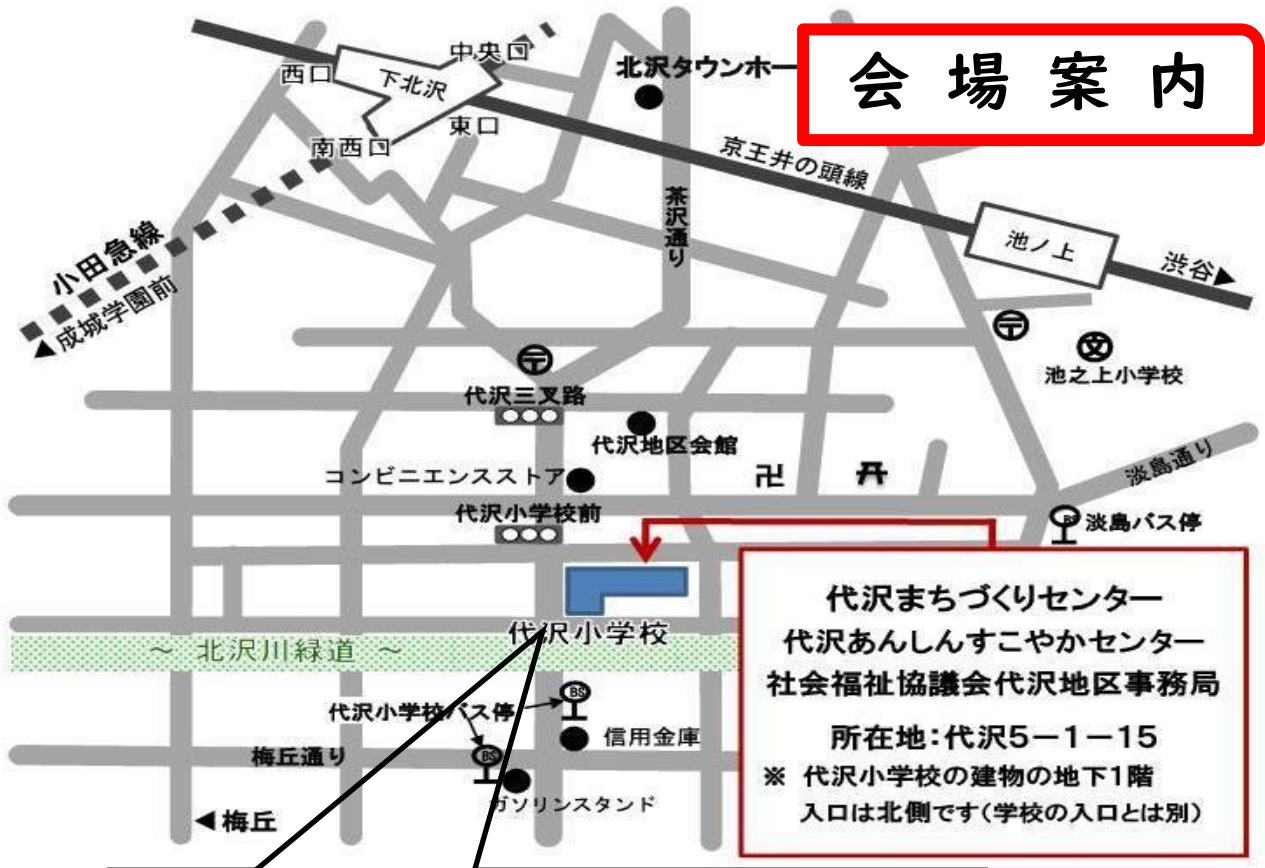 会場案内
中央口
西口
下北沢
北沢タウンホー
東口
南西口
京王井の頭線
茶沢通り
池ノ上
渋谷▶
小田急線
◀成城学園前
〒
〒
文
池之上小学校
代沢三叉路
代沢地区会館
コンビニエンスストア
卍
淡島通り
代沢小学校前
BS
淡島バス停
代沢小学校
～ 北沢川緑道 ～
代沢まちづくりセンター
代沢あんしんすこやかセンター
社会福祉協議会代沢地区事務局
所在地：代沢5－1－15
※ 代沢小学校の建物の地下1階
入口は北側です（学校の入口とは別）
BS
代沢小学校バス停
信用金庫
梅丘通り
BS
ガソリンスタンド
◀梅丘